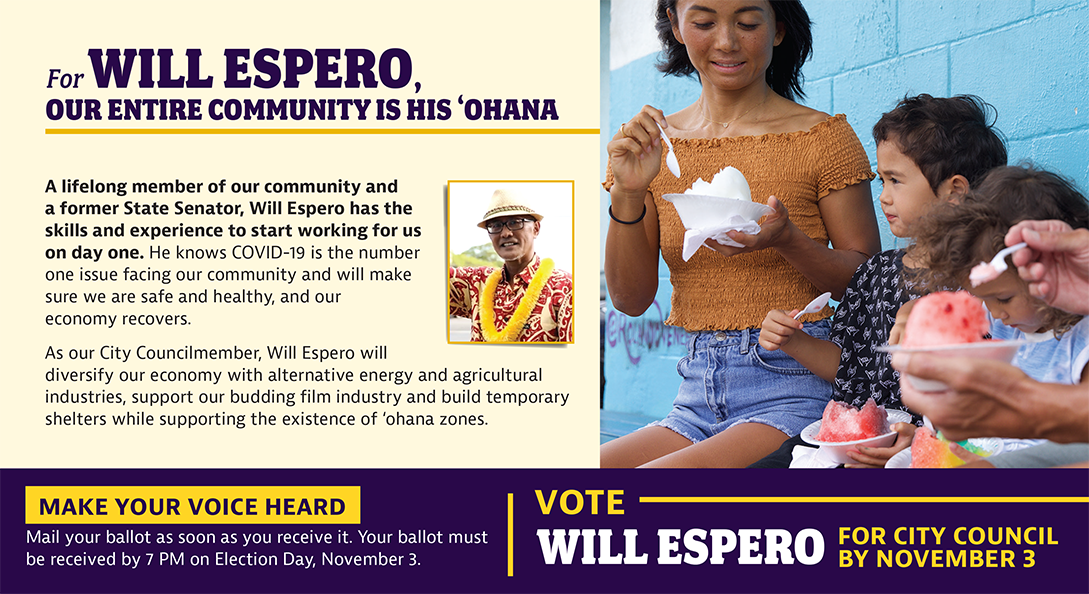 For WILL ESPERO,
OUR ENTIRE COMMUNITY IS HIS ‘OHANA
A lifelong member of our community and
a former State Senator, Will Espero has the
skills and experience to start working for us
on day one. He knows COVID-19 is the number
one issue facing our community and will make
sure we are safe and healthy, and our
economy recovers.
As our City Councilmember, Will Espero will
diversify our economy with alternative energy and agricultural
industries, support our budding film industry and build temporary
shelters while supporting the existence of ‘ohana zones.
MAKE YOUR VOICE HEARD
Mail your ballot as soon as you receive it. Your ballot must
be received by 7 PM on Election Day, November 3.
VOTE
WILL ESPERO
FOR CITY COUNCIL
BY NOVEMBER 3